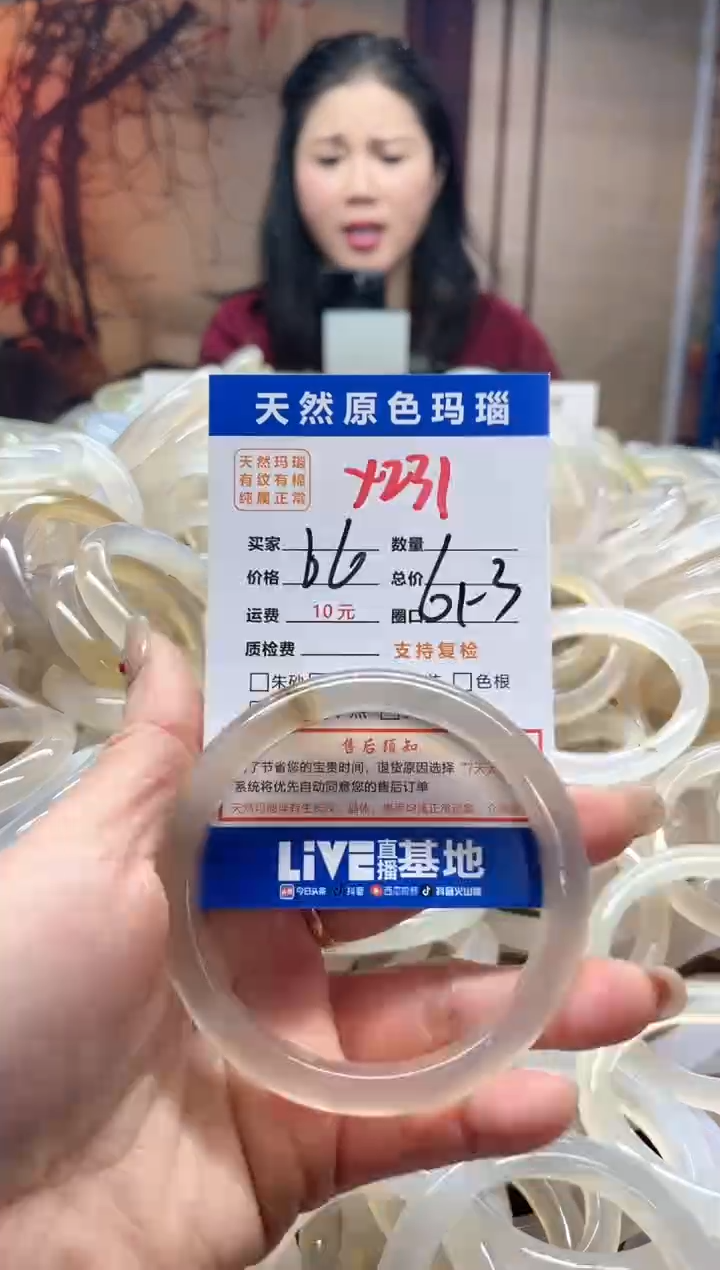 天然原色玛瑙
天然玛瑙
有纹有棉
纯属正常
买家 数量
价格 66 总价
运费 10元 圈口 61-3
质检费 支持复检
朱砂 色根
售后须知
了节省您的宝贵时间，退货原因选择
系统将优先自动同意您的售后订单
LiVE直播基地
今日头条 抖音 西瓜视频 抖音火山版